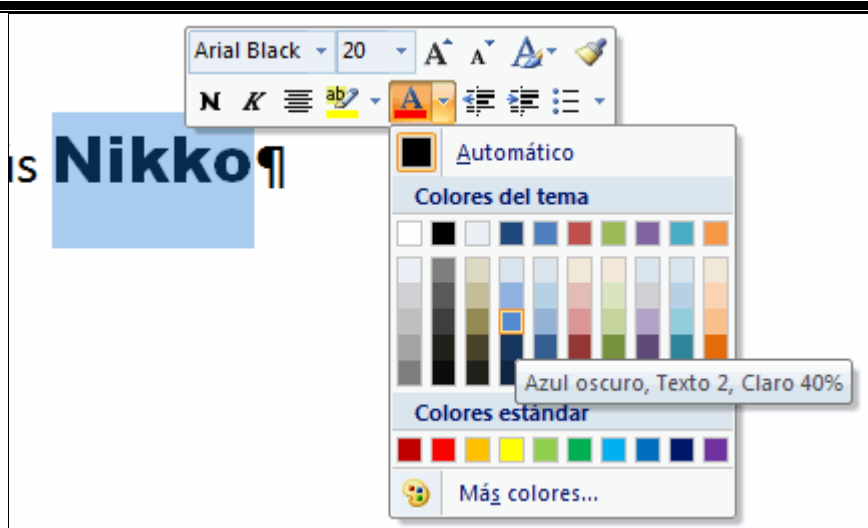 Arial Black 20 A A A
N K ab A
is Nikko¶
Automático
Colores del tema
Azul oscuro, Texto 2, Claro 40%
Colores estándar
Más colores...